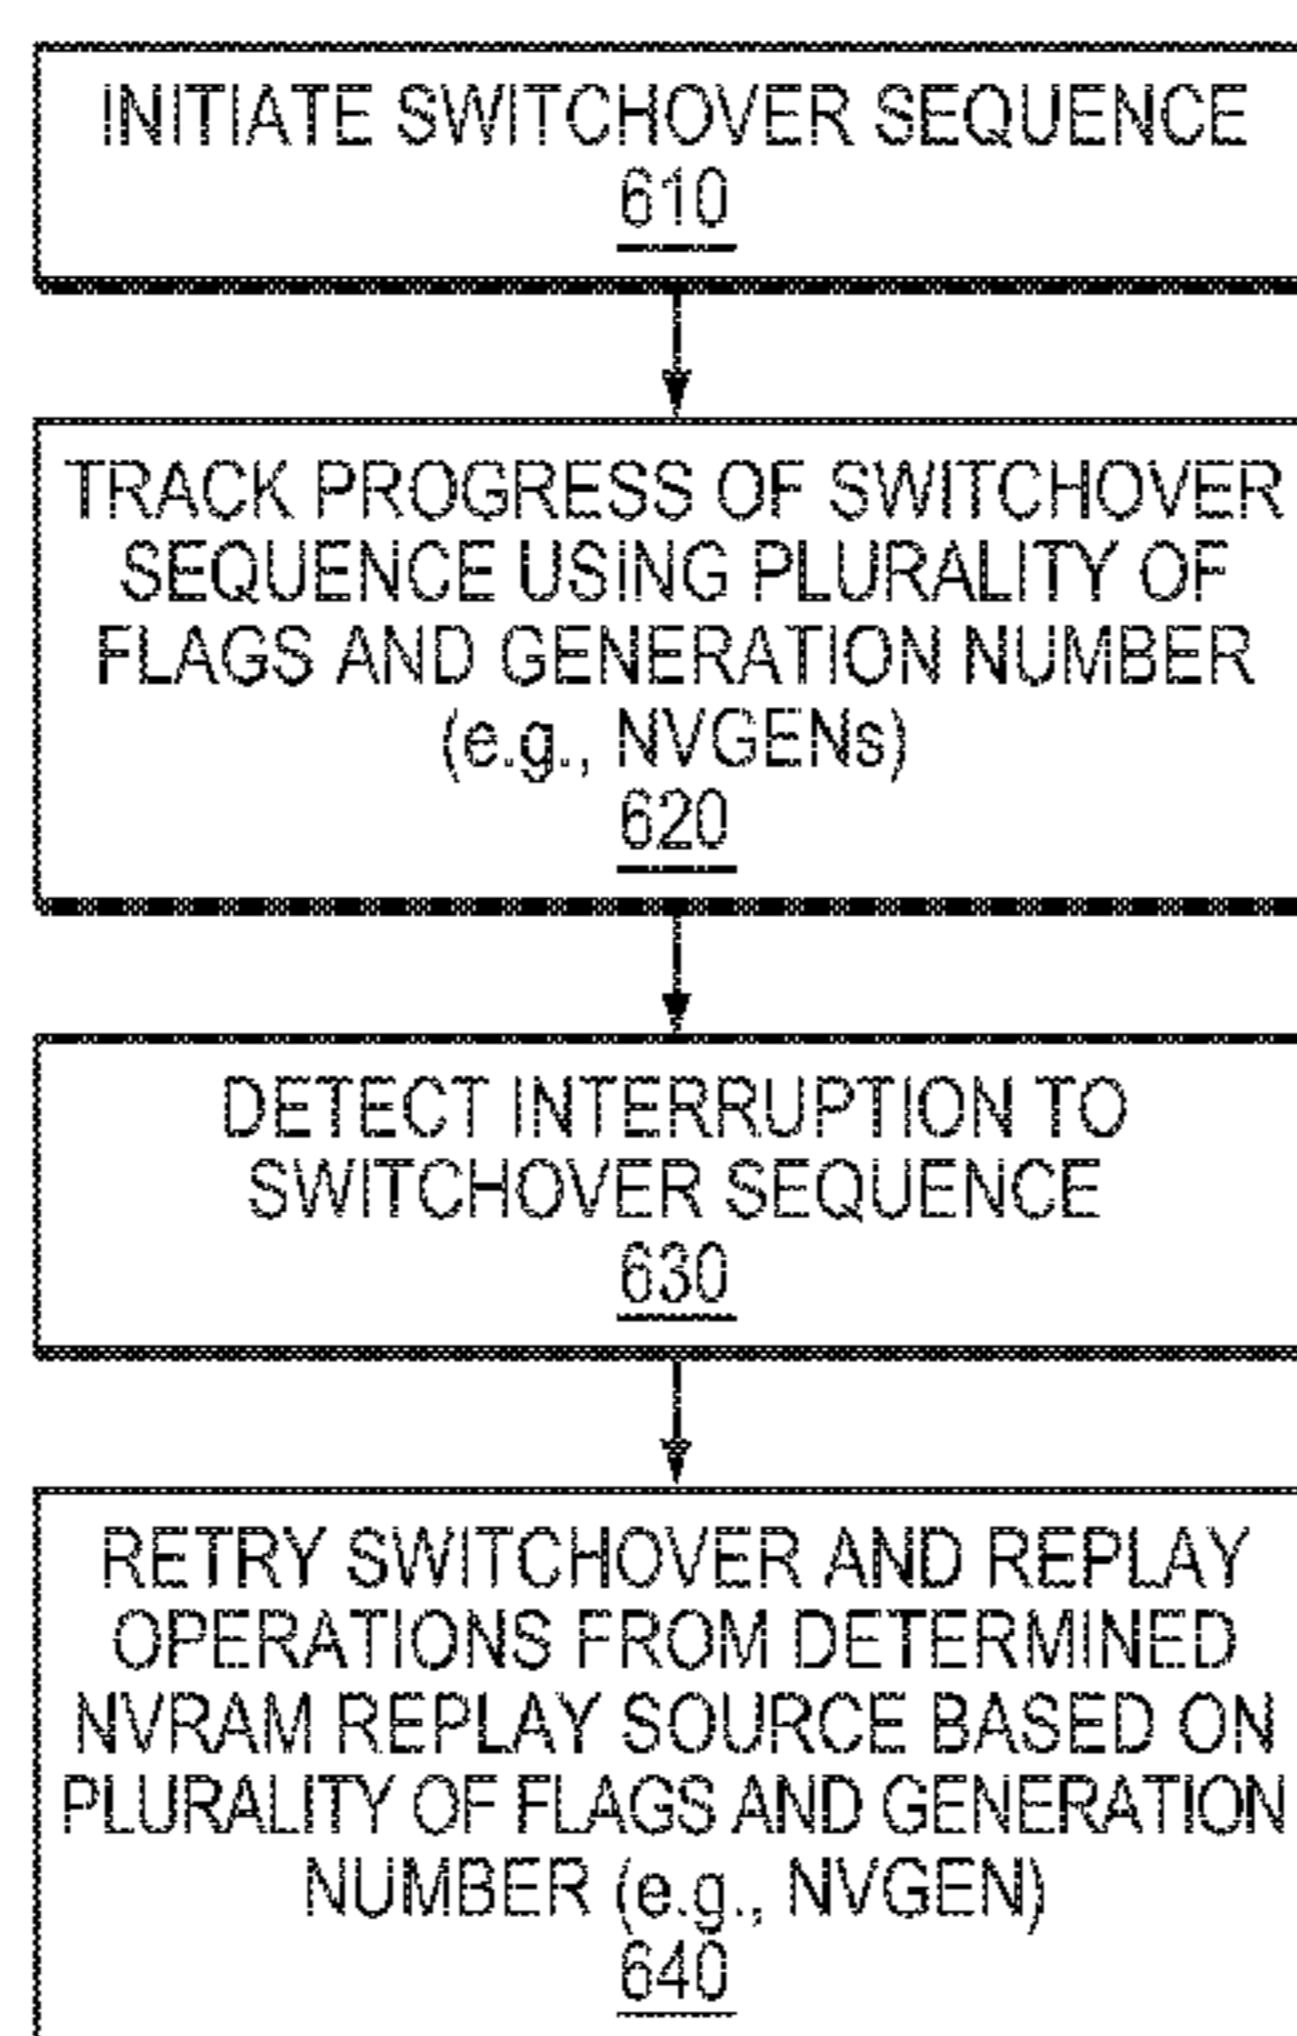 INITIATE SWITCHOVER SEQUENCE
610
TRACK PROGRESS OF SWITCHOVER
SEQUENCE USING PLURALITY OF
FLAGS AND GENERATION NUMBER
(e.g., NVGENs)
620
DETECT INTERRUPTION TO
SWITCHOVER SEQUENCE
630
RETRY SWITCHOVER AND REPLAY
OPERATIONS FROM DETERMINED
NVRAM REPLAY SOURCE BASED ON
PLURALITY OF FLAGS AND GENERATION
NUMBER (e.g., NVGEN)
640